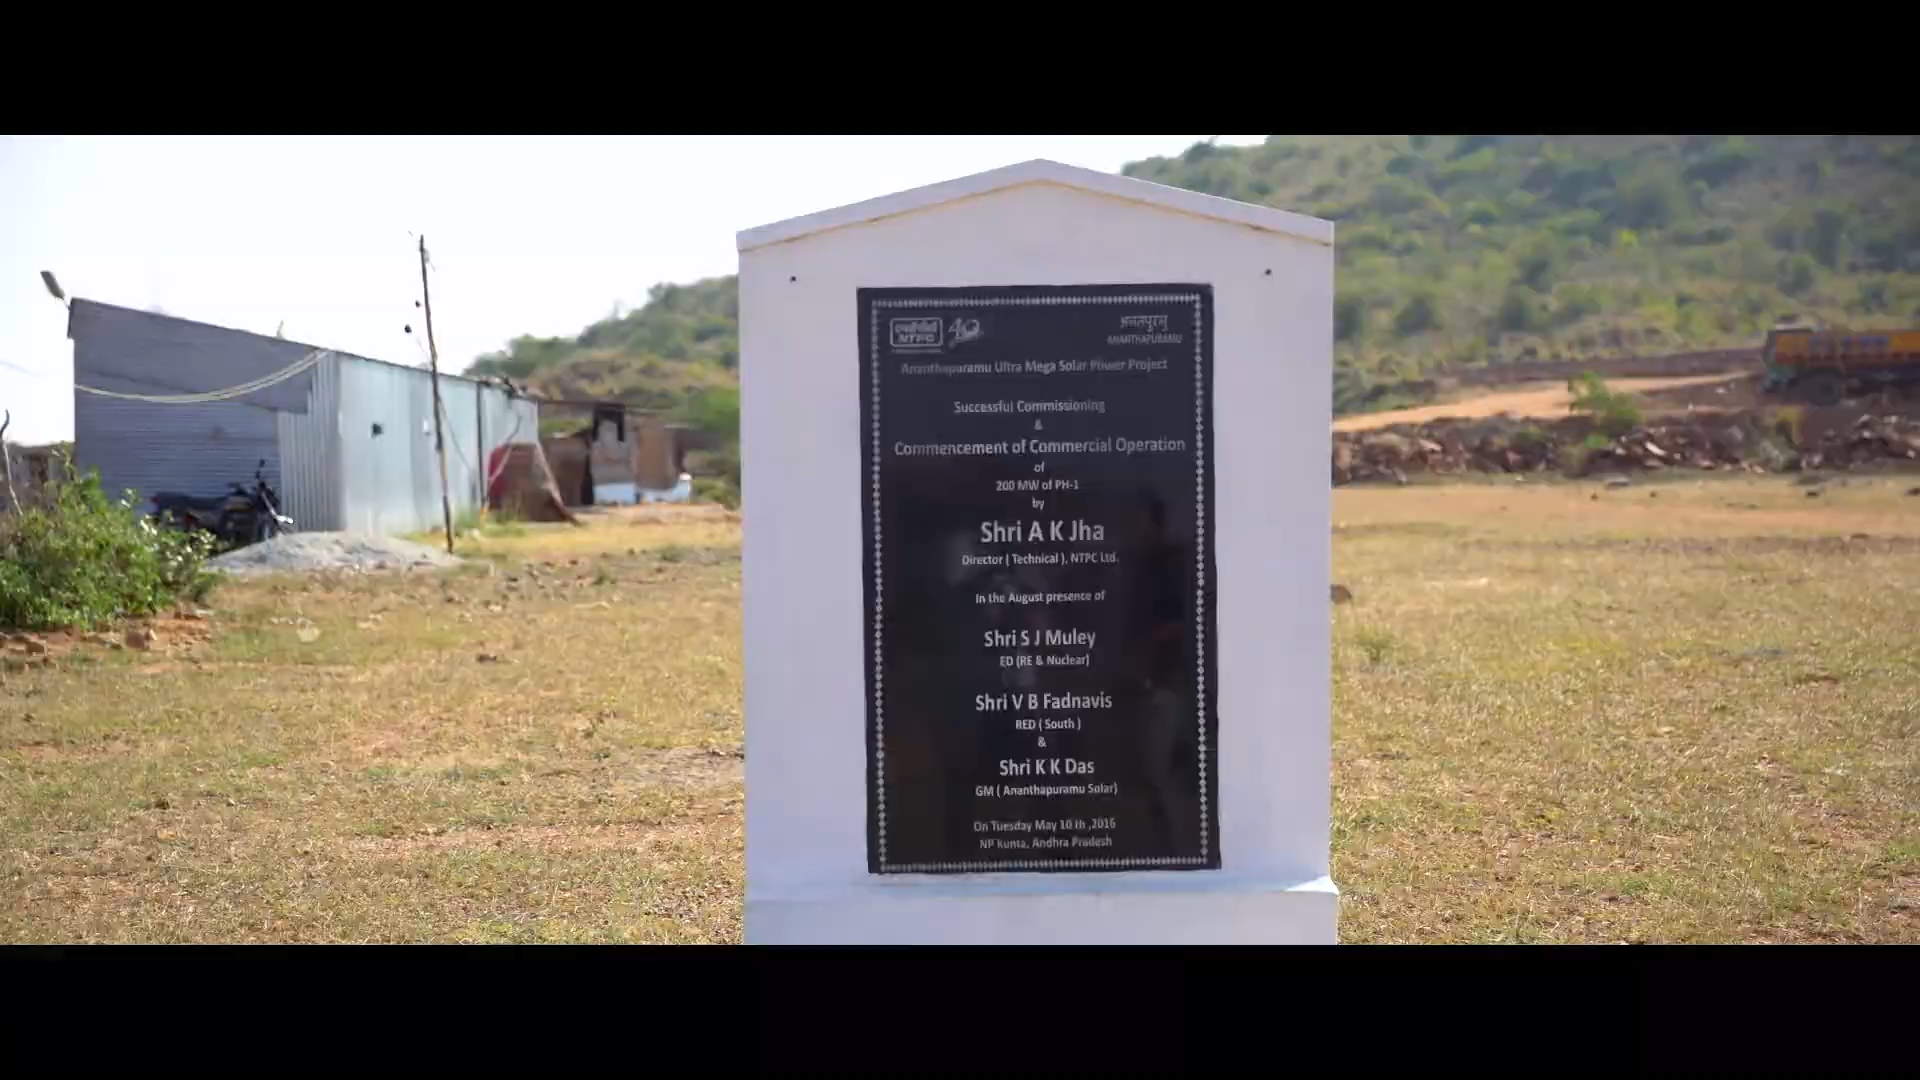 एनटीपीसी
NTPC
40
अनंतपुरमु
ANANTHAPURAMU
Ananthapuramu Ultra Mega Solar Power Project
Successful Commissioning
&
Commencement of Commercial Operation
of
200 MW of PH-1
by
Shri A K Jha
Director ( Technical ), NTPC Ltd.
In the August presence of
Shri S J Muley
ED (RE & Nuclear)
Shri V B Fadnavis
RED ( South )
&
Shri K K Das
GM ( Ananthapuramu Solar)
On Tuesday May 10 th ,2016
NP Kunta, Andhra Pradesh